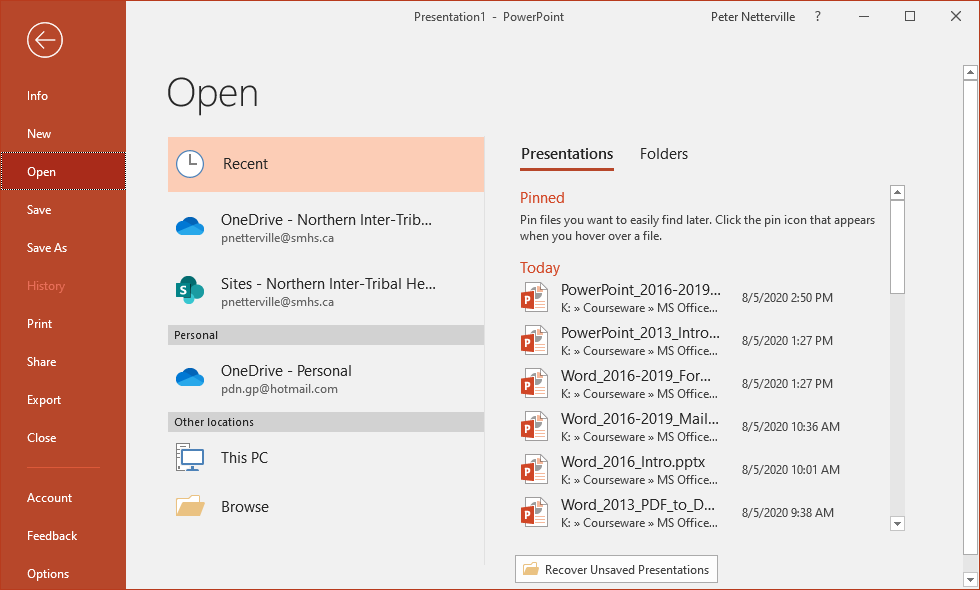 Presentation1 - PowerPoint
Peter Netterville
?
Info
New
Open
Save
Save As
History
Print
Share
Export
Close
Account
Feedback
Options
Open
Recent
OneDrive - Northern Inter-Trib...
pnetterville@smhs.ca
S
Sites - Northern Inter-Tribal He...
pnetterville@smhs.ca
Personal
OneDrive - Personal
pdn.gp@hotmail.com
Other locations
This PC
Browse
Presentations Folders
Pinned
Pin files you want to easily find later. Click the pin icon that appears
when you hover over a file.
Today
P PowerPoint_2016-2019... 8/5/2020 2:50 PM
K: » Courseware » MS Office...
P PowerPoint_2013_Intro... 8/5/2020 1:27 PM
K: » Courseware » MS Office...
P Word_2016-2019_For... 8/5/2020 1:27 PM
K: » Courseware » MS Office...
P Word_2016-2019_Mail... 8/5/2020 10:36 AM
K: » Courseware » MS Office...
P Word_2016_Intro.pptx 8/5/2020 10:01 AM
K: » Courseware » MS Office...
P Word_2013_PDF_to_D... 8/5/2020 9:38 AM
K: » Courseware » MS Office...
Recover Unsaved Presentations